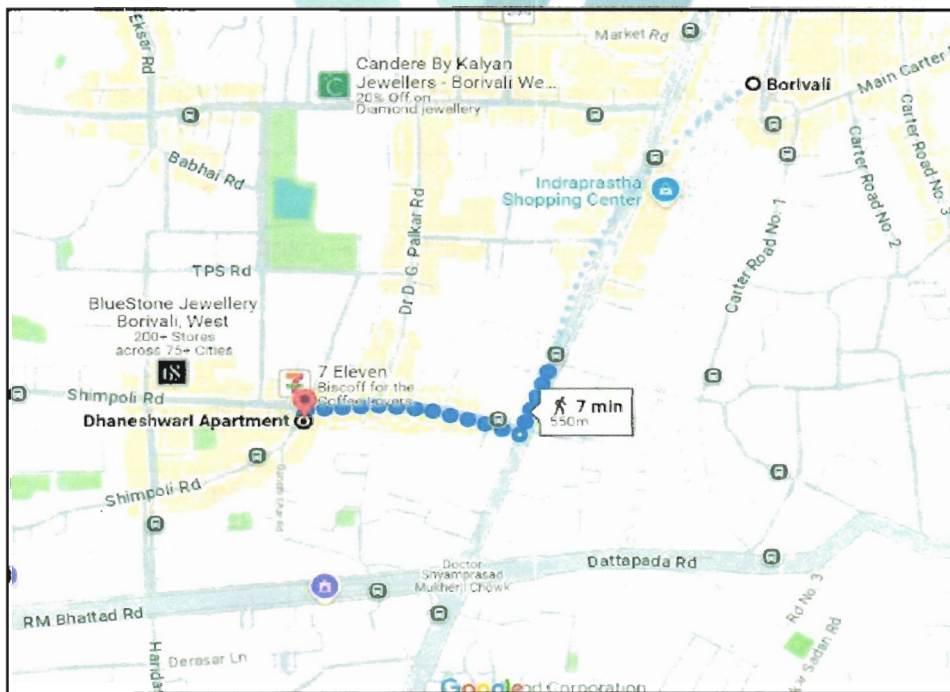 Eksar Rd
Market Rd
Candere By Kalyan
Jewellers - Borivali We...
20% Off on
Diamond jewellery
Borivali
Main Carter
Carter Road No. 3
Carter Road No. 2
Carter Road No. 1
Babhai Rd
Indraprastha
Shopping Center
Dr D. G. Palkar Rd
TPS Rd
BlueStone Jewellery
Borivali, West
200+ Stores
across 75+ Cities
7 Eleven
Biscoff for the
Coffee Lovers
Shimpoli Rd
7 min
550m
Dhaneshwari Apartment
Shimpoli Rd
Doctor
Shyamprasad
Mukherji Chowk
Dattapada Rd
RM Bhattad Rd
Rd No 3
Sadan Rd
Derasar Ln
Google
Corporation